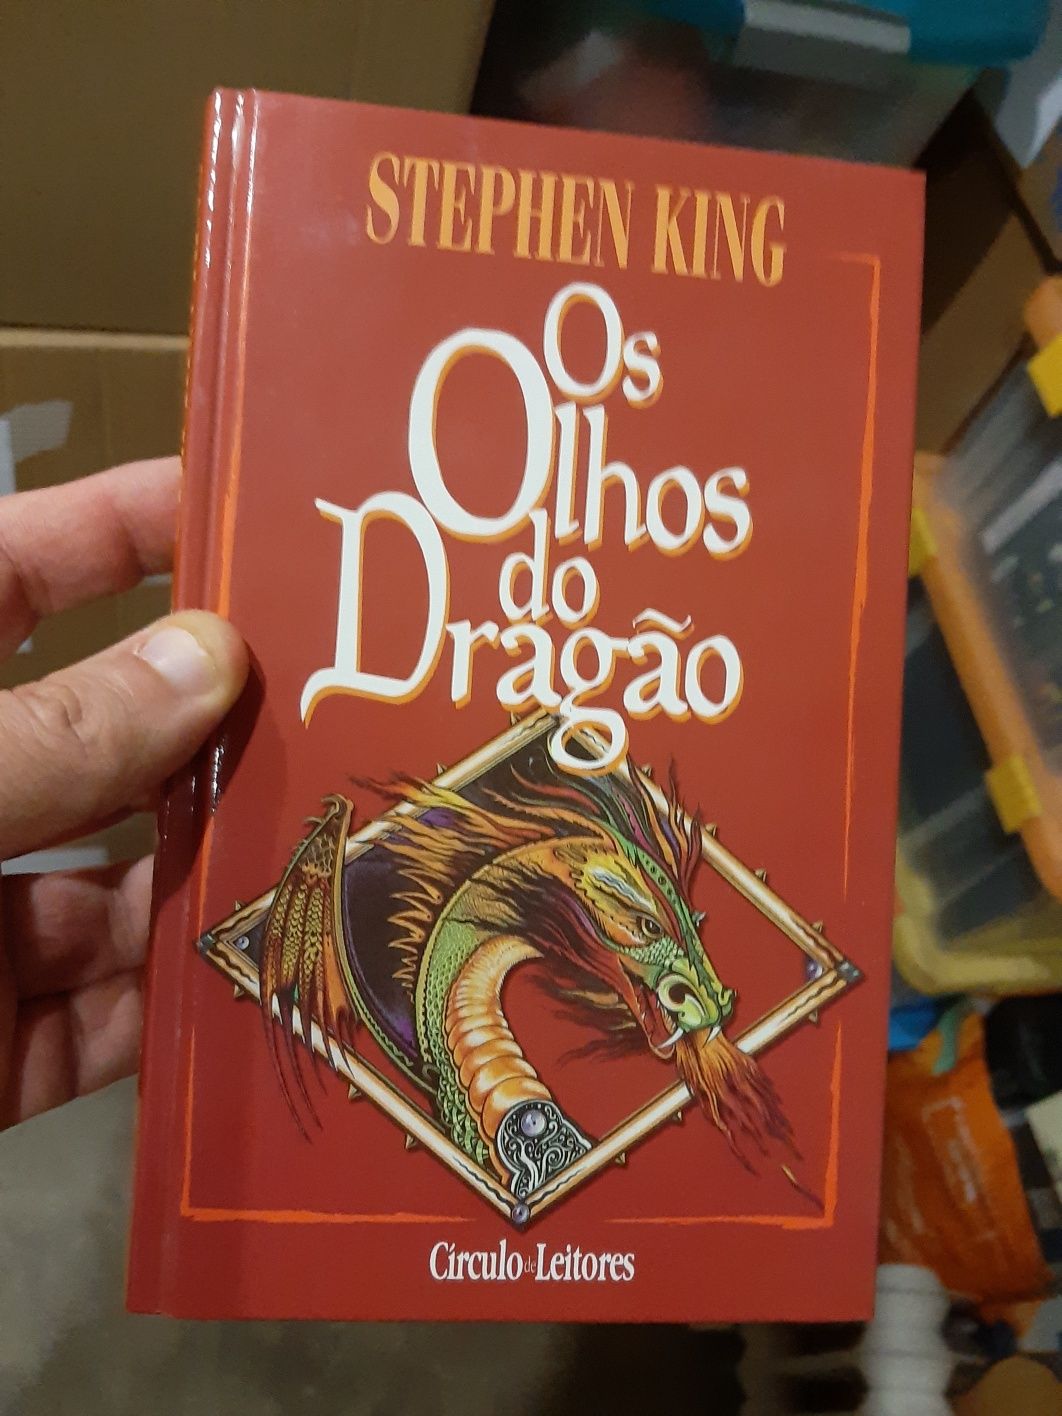 STEPHEN KING
Os
Olhos
do
Dragão
Círculo de Leitores